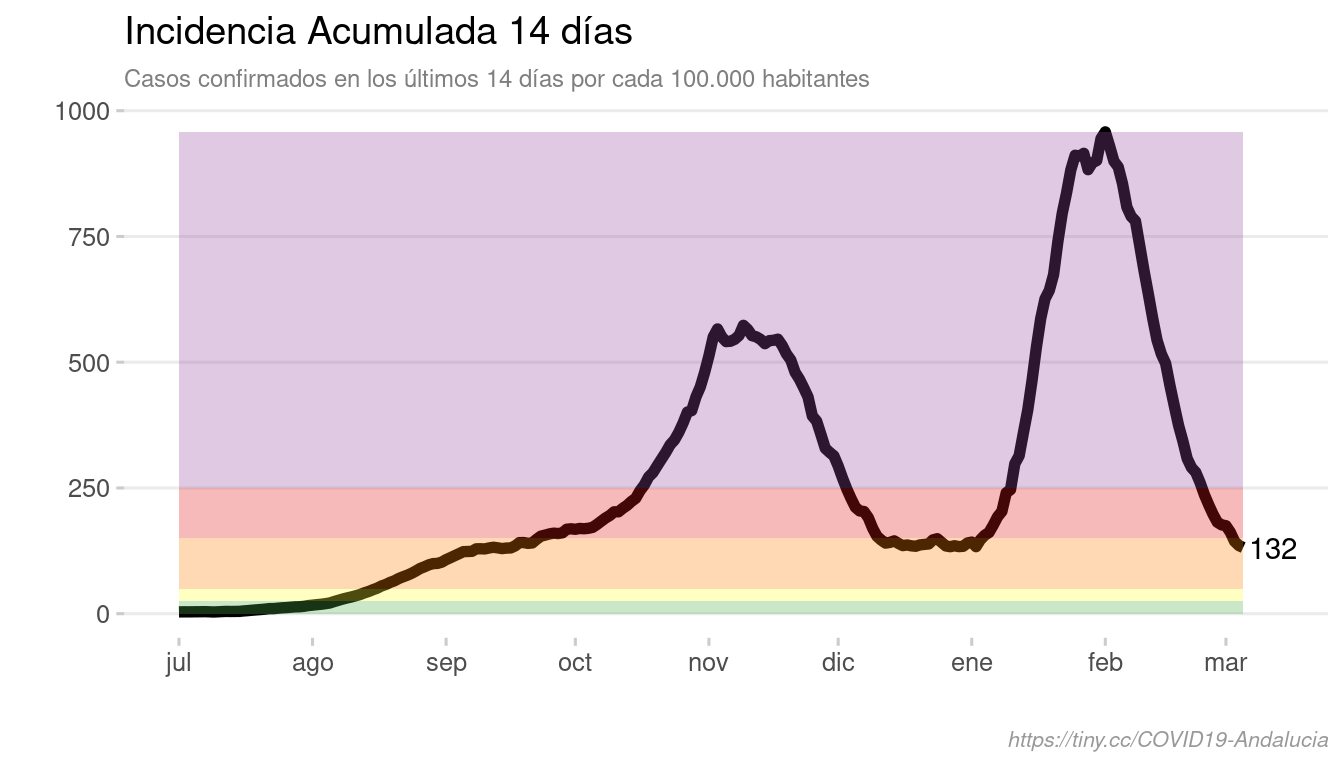 Incidencia Acumulada 14 días
Casos confirmados en los últimos 14 días por cada 100.000 habitantes
1000
750
500
250
0
132
jul ago sep oct nov dic ene feb mar
https://tiny.cc/COVID19-Andalucia